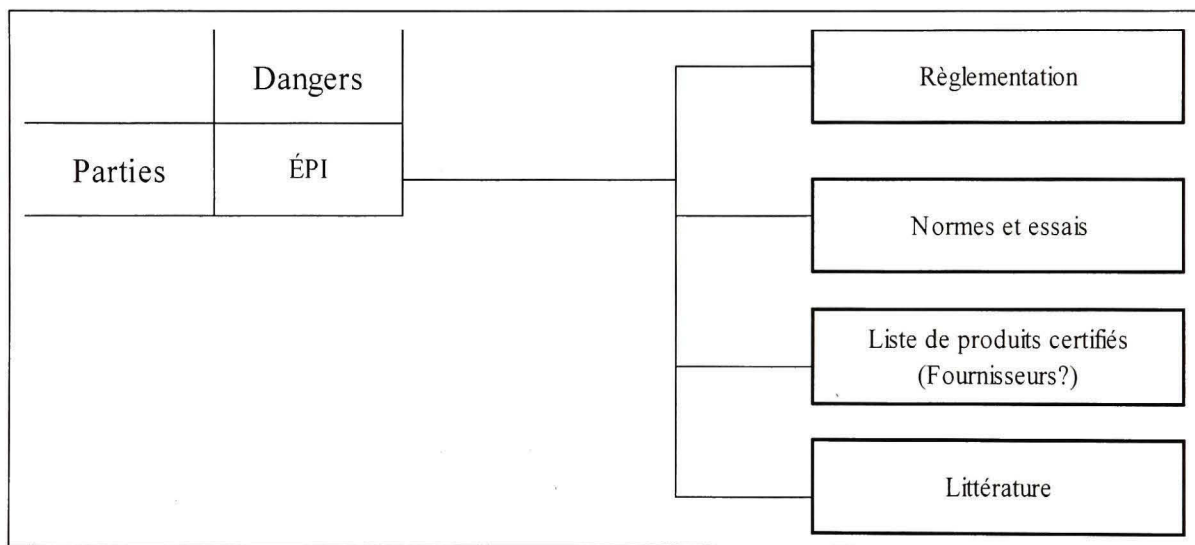 Dangers
Parties
ÉPI
Règlementation
Normes et essais
Liste de produits certifiés
(Fournisseurs?)
Littérature